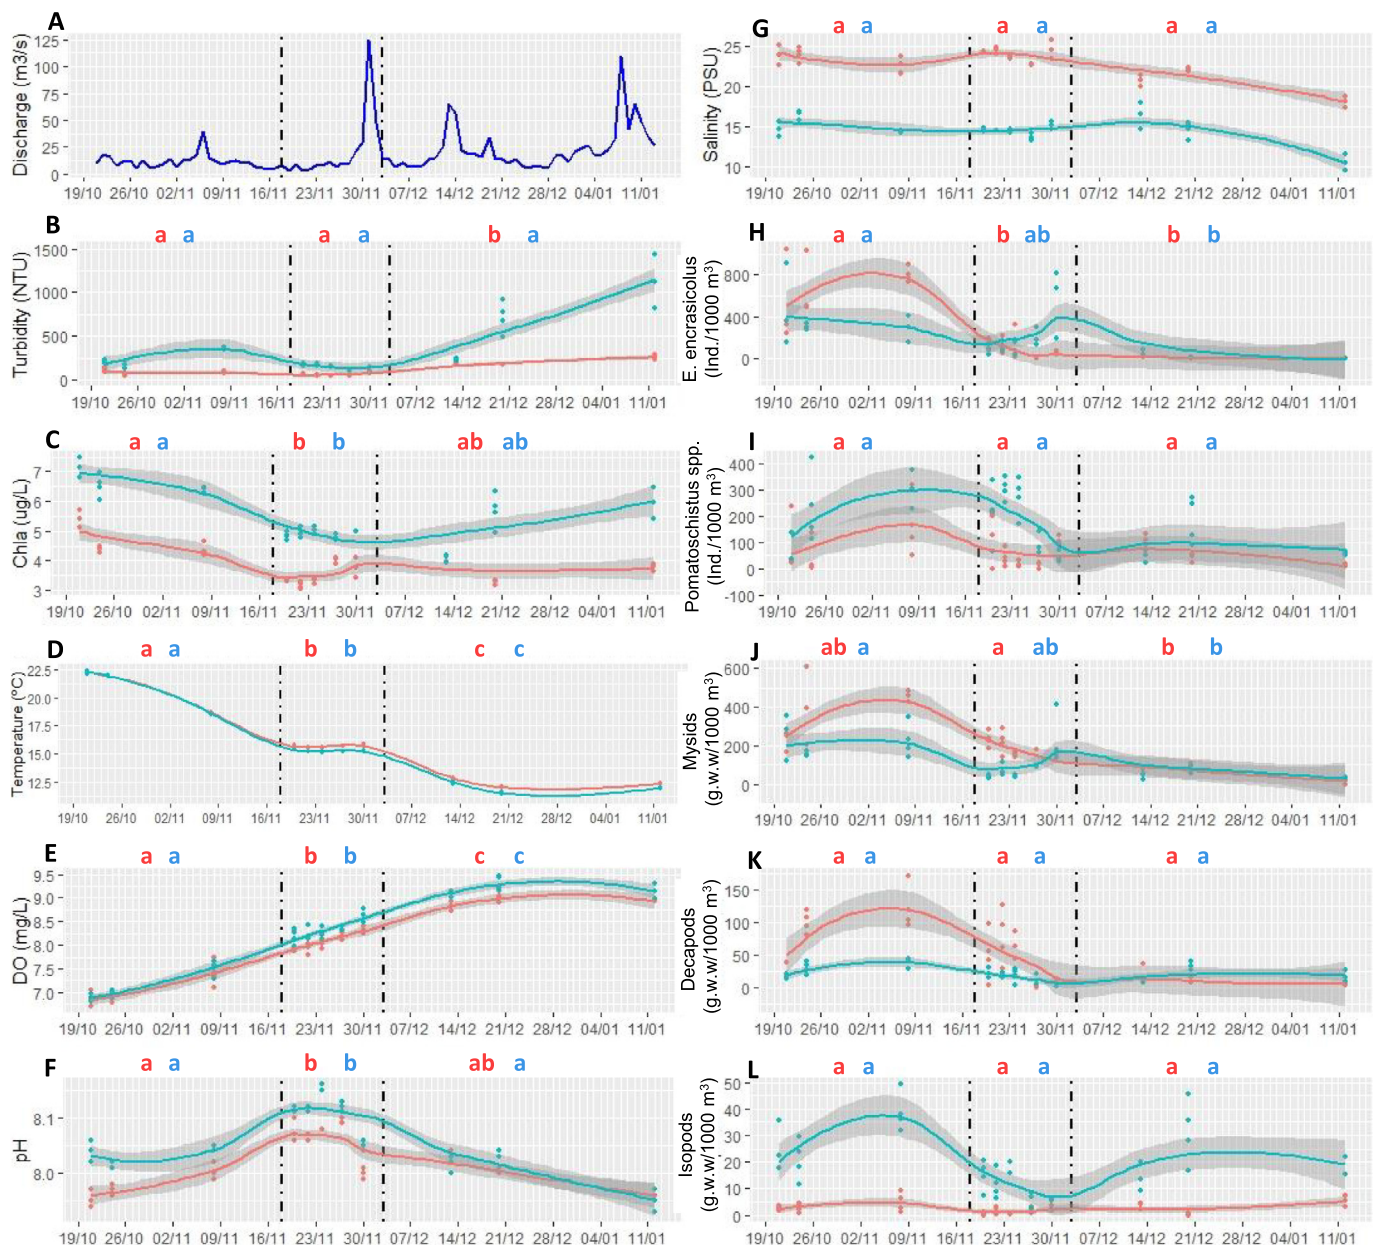 A
Discharge (m3/s)
125
100
75
50
25
0
19/10 26/10 02/11 09/11 16/11 23/11 30/11 07/12 14/12 21/12 28/12 04/01 11/01
B
a a a a b a
Turbidity (NTU)
1500
1000
500
0
19/10 26/10 02/11 09/11 16/11 23/11 30/11 07/12 14/12 21/12 28/12 04/01 11/01
C
a a b b ab ab
Chla (ug/L)
7
6
5
4
3
19/10 26/10 02/11 09/11 16/11 23/11 30/11 07/12 14/12 21/12 28/12 04/01 11/01
D
a a b b c c
Temperature (°C)
22.5
20.0
17.5
15.0
12.5
19/10 26/10 02/11 09/11 16/11 23/11 30/11 07/12 14/12 21/12 28/12 04/01 11/01
E
a a b b c c
DO (mg/L)
9.5
9.0
8.5
8.0
7.5
7.0
19/10 26/10 02/11 09/11 16/11 23/11 30/11 07/12 14/12 21/12 28/12 04/01 11/01
F
a a b b ab a
pH
8.1
8.0
19/10 26/10 02/11 09/11 16/11 23/11 30/11 07/12 14/12 21/12 28/12 04/01 11/01
G
a a a a a a
Salinity (PSU)
25
20
15
10
19/10 26/10 02/11 09/11 16/11 23/11 30/11 07/12 14/12 21/12 28/12 04/01 11/01
H
a a b ab b b
E. encrasicolus
(Ind./1000 m³)
800
400
0
19/10 26/10 02/11 09/11 16/11 23/11 30/11 07/12 14/12 21/12 28/12 04/01 11/01
I
a a a a a a
Pomatoschistus spp.
(Ind./1000 m³)
400
300
200
100
0
-100
19/10 26/10 02/11 09/11 16/11 23/11 30/11 07/12 14/12 21/12 28/12 04/01 11/01
J
ab a a ab b b
Mysids
(g.w.w/1000 m³)
600
400
200
0
19/10 26/10 02/11 09/11 16/11 23/11 30/11 07/12 14/12 21/12 28/12 04/01 11/01
K
a a a a a a
Decapods
(g.w.w/1000 m³)
150
100
50
0
19/10 26/10 02/11 09/11 16/11 23/11 30/11 07/12 14/12 21/12 28/12 04/01 11/01
L
a a a a a a
Isopods
(g.w.w/1000 m³)
50
40
30
20
10
0
19/10 26/10 02/11 09/11 16/11 23/11 30/11 07/12 14/12 21/12 28/12 04/01 11/01